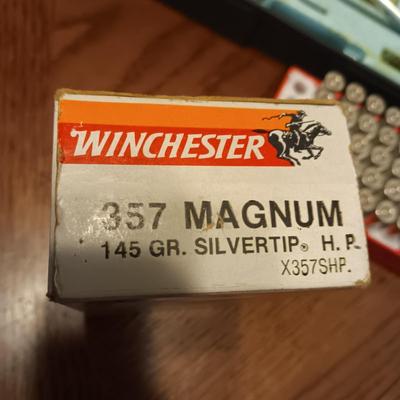 WINCHESTER
357 MAGNUM
145 GR. SILVERTIP® H.P.
X357SHP.